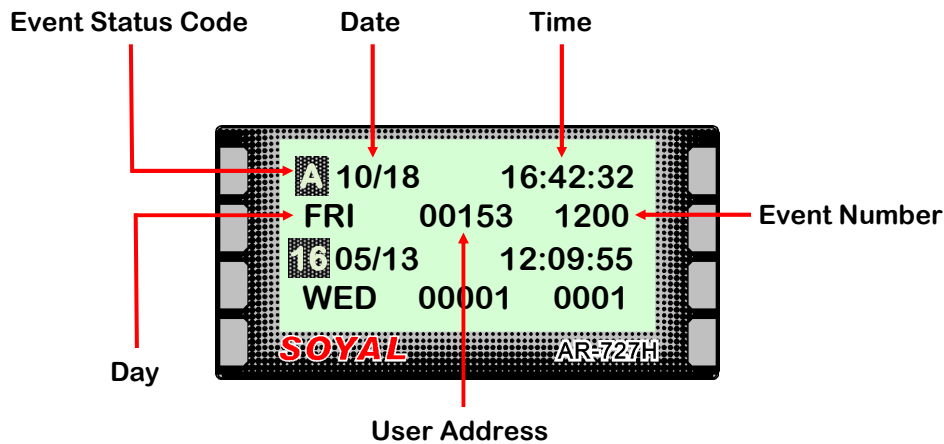 Event Status Code Date Time
A 10/18 16:42:32
FRI 00153 1200 Event Number
16 05/13 12:09:55
WED 00001 0001
SOYAL AR-727H
Day
User Address